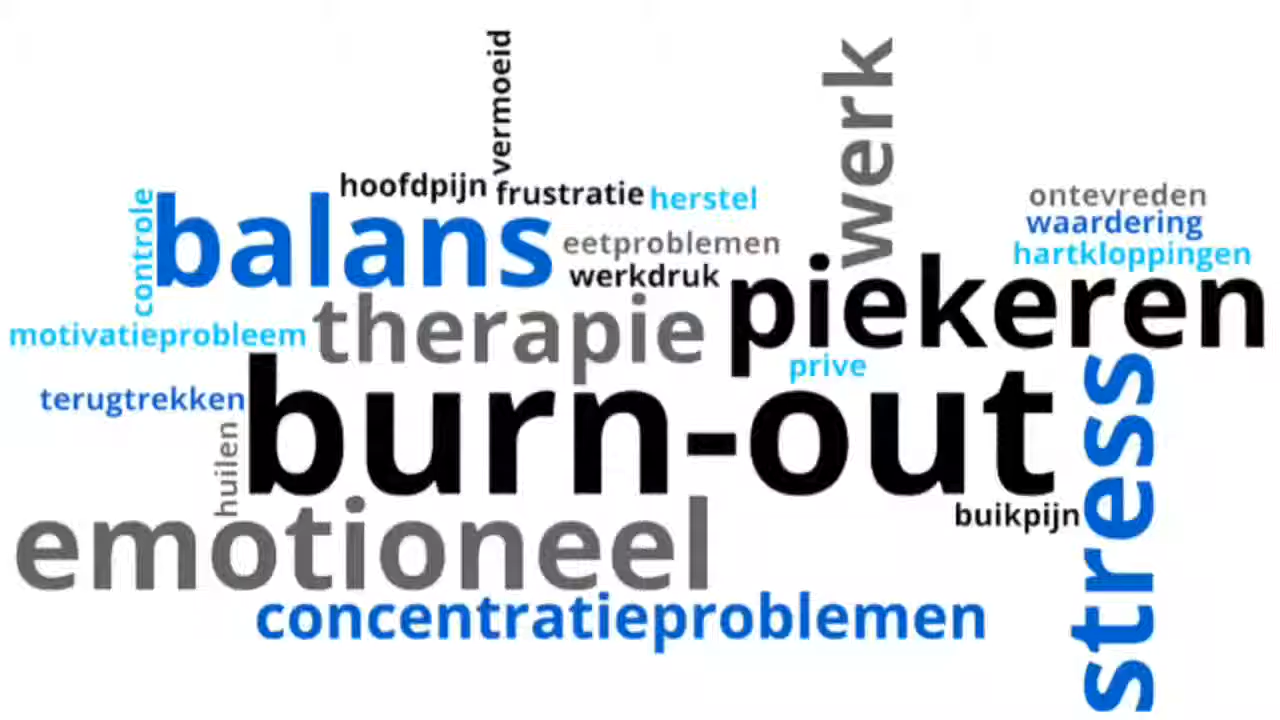 vermoeid
werk
hoofdpijn
frustratie
herstel
controle
balans
ontevreden
waardering
eetproblemen
hartkloppingen
werkdruk
piekeren
motivatieprobleem
therapie
prive
terugtrekken
burn-out
stress
huilen
buikpijn
emotioneel
concentratieproblemen